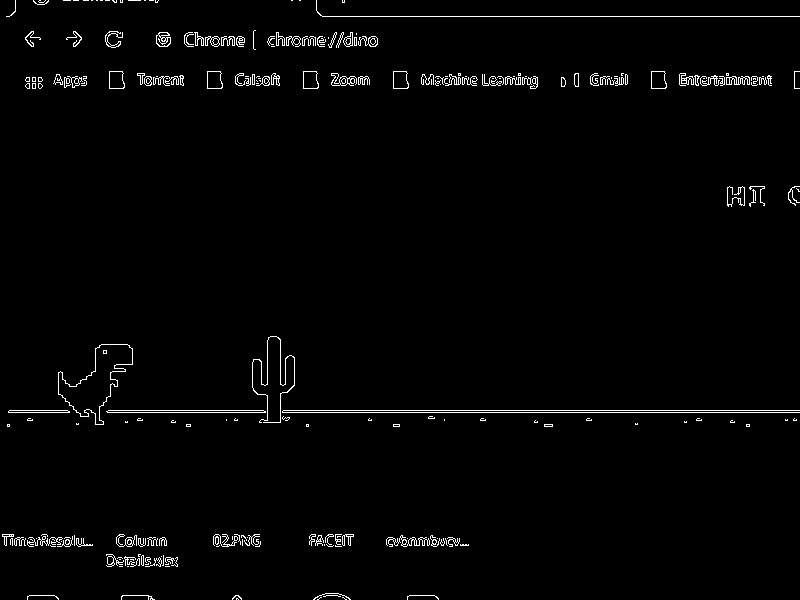 Chrome | chrome://dino
Apps Torrent Calsoft Zoom Machine Learning Gmail Entertainment
HI
TimerResolu... Column 02.PNG FACEIT cvbnmbvcv...
Details.xlsx